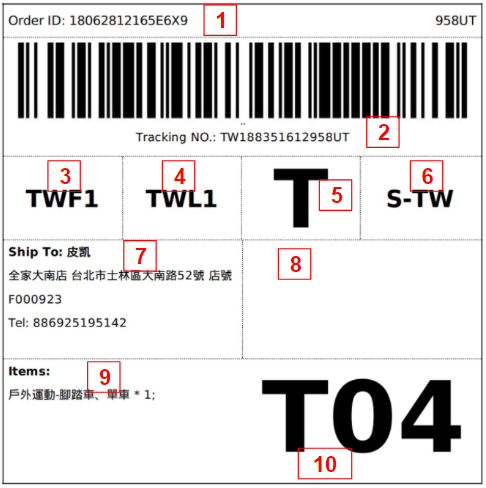 Order ID: 18062812165E6X9 1 958UT
Tracking NO.: TW188351612958UT 2
3 4 5 6
TWF1 TWL1 T S-TW
Ship To: 皮凯 7 8
全家大南店 台北市士林區大南路52號 店號
F000923
Tel: 886925195142
Items: 9
戶外運動-腳踏車、單車 * 1;
T04
10